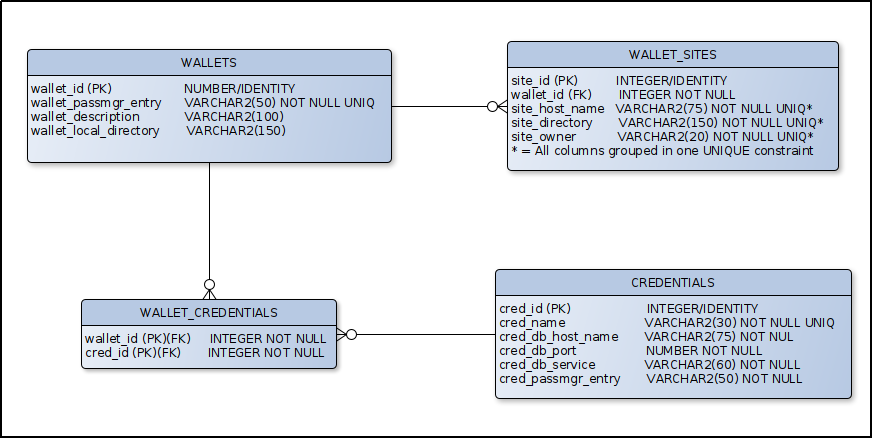 WALLETS
wallet_id (PK) NUMBER/IDENTITY
wallet_passmgr_entry VARCHAR2(50) NOT NULL UNIQ
wallet_description VARCHAR2(100)
wallet_local_directory VARCHAR2(150)
WALLET_SITES
site_id (PK) INTEGER/IDENTITY
wallet_id (FK) INTEGER NOT NULL
site_host_name VARCHAR2(75) NOT NULL UNIQ*
site_directory VARCHAR2(150) NOT NULL UNIQ*
site_owner VARCHAR2(20) NOT NULL UNIQ*
* = All columns grouped in one UNIQUE constraint
WALLET_CREDENTIALS
wallet_id (PK)(FK) INTEGER NOT NULL
cred_id (PK)(FK) INTEGER NOT NULL
CREDENTIALS
cred_id (PK) INTEGER/IDENTITY
cred_name VARCHAR2(30) NOT NULL UNIQ
cred_db_host_name VARCHAR2(75) NOT NUL
cred_db_port NUMBER NOT NULL
cred_db_service VARCHAR2(60) NOT NULL
cred_passmgr_entry VARCHAR2(50) NOT NULL